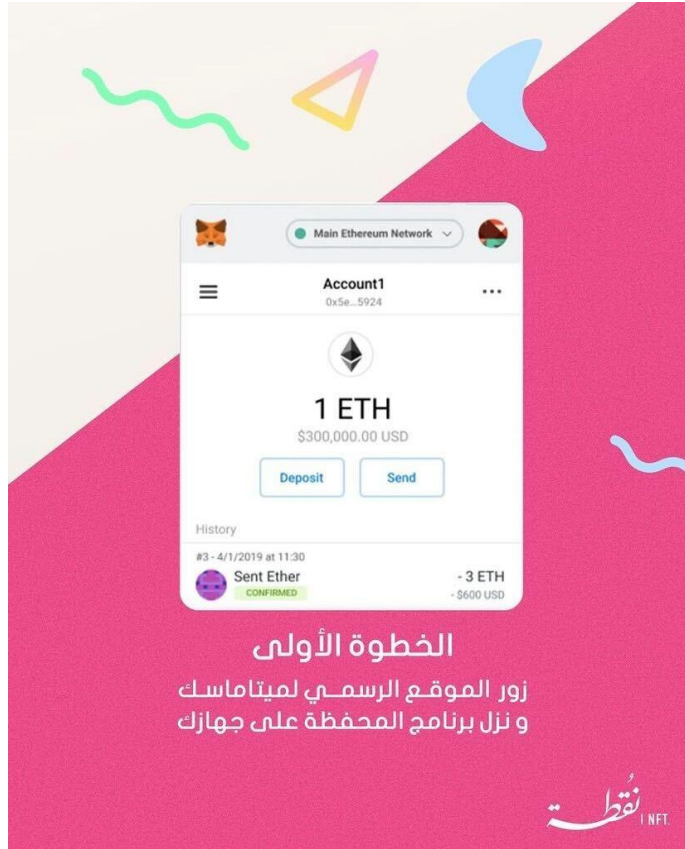 Main Ethereum Network
Account1
0x5e...5924
1 ETH
$300,000.00 USD
Deposit
Send
History
#3 - 4/1/2019 at 11:30
Sent Ether
- 3 ETH
CONFIRMED
- $600 USD
الخطوة الأولى
زور الموقع الرسمي لميتاماسك
و نزل برنامج المحفظة على جهازك
نُقطة
| NFT.